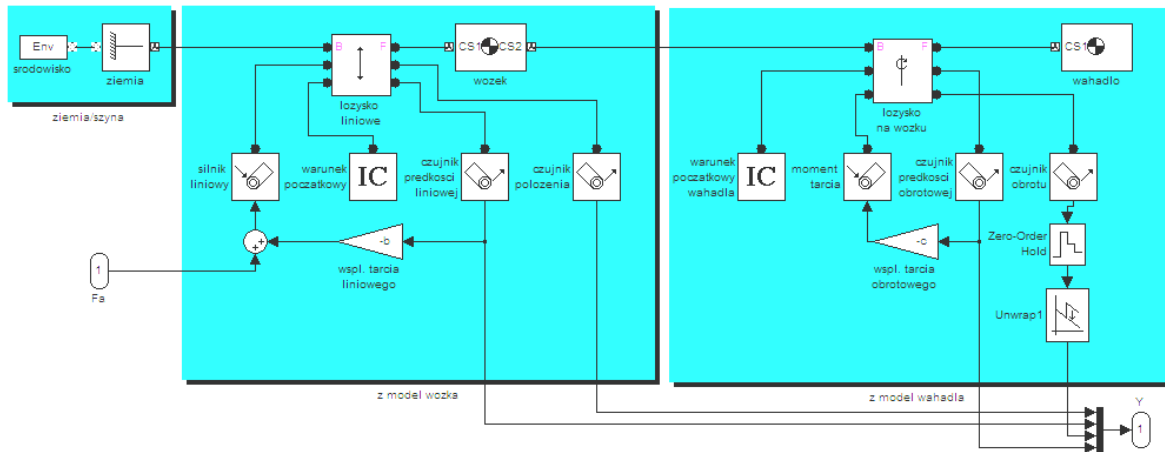 Env
srodowisko
ziemia
ziemia/szyna
B
F
lozysko
liniowe
CS1
CS2
wozek
silnik
liniowy
warunek
poczatkowy
IC
czujnik
predkosci
liniowej
czujnik
polozenia
-b
wspl. tarcia
liniowego
1
Fa
z model wozka
B
F
lozysko
na wozku
CS1
wahadlo
warunek
poczatkowy
wahadla
IC
moment
tarcia
czujnik
predkosci
obrotowej
czujnik
obrotu
-c
wspl. tarcia
obrotowego
Zero-Order
Hold
Unwrap1
z model wahadla
Y
1